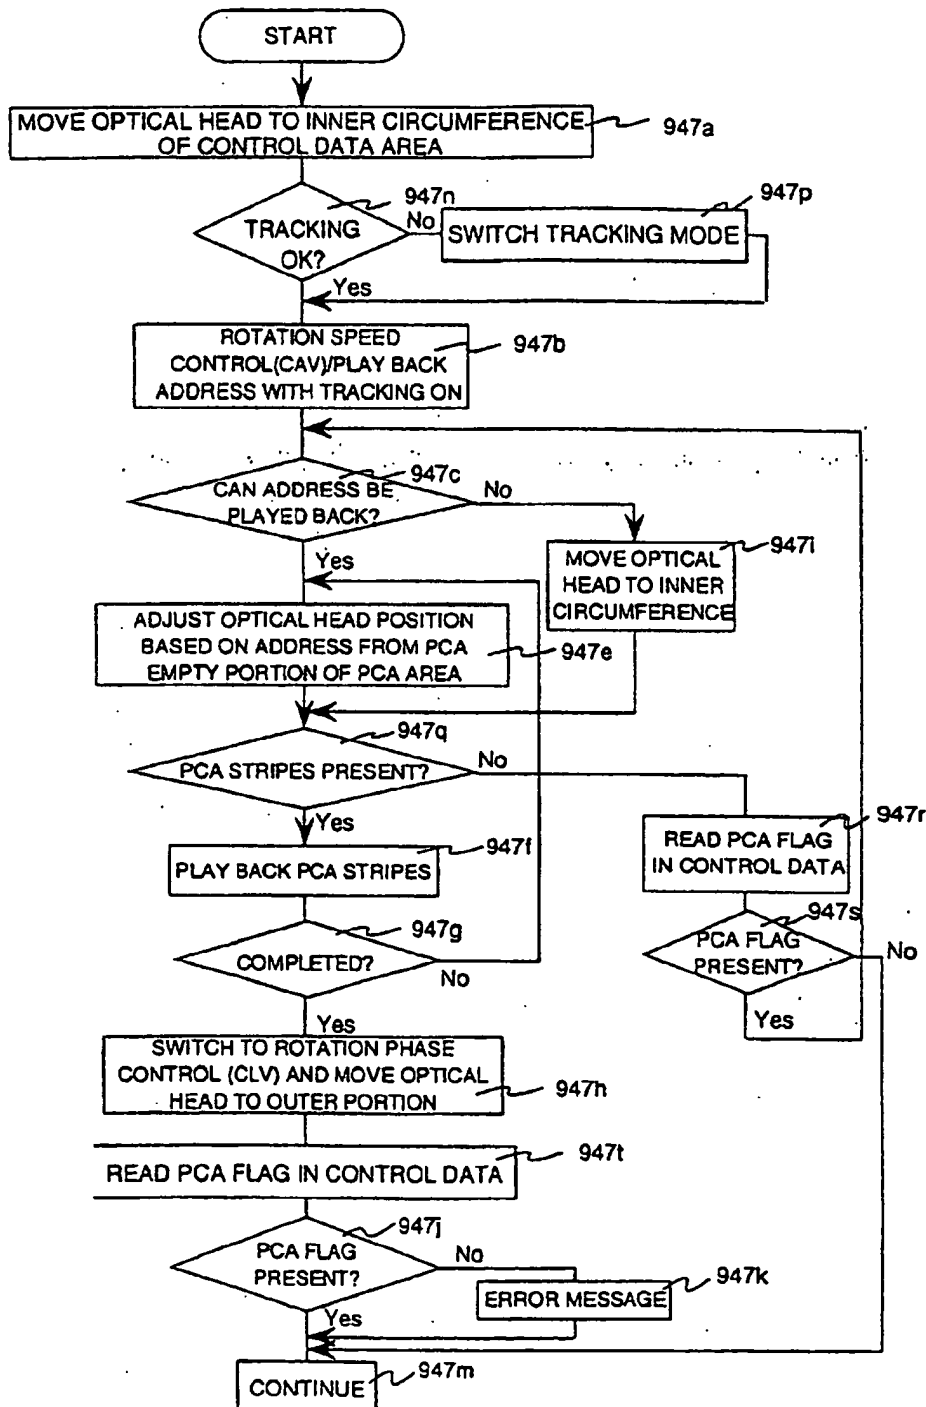 START
MOVE OPTICAL HEAD TO INNER CIRCUMFERENCE
OF CONTROL DATA AREA
947a
947n
TRACKING
OK?
No
947p
SWITCH TRACKING MODE
Yes
ROTATION SPEED
CONTROL(CAV)/PLAY BACK
ADDRESS WITH TRACKING ON
947b
947c
CAN ADDRESS BE
PLAYED BACK?
No
Yes
947i
MOVE OPTICAL
HEAD TO INNER
CIRCUMFERENCE
ADJUST OPTICAL HEAD POSITION
BASED ON ADDRESS FROM PCA
EMPTY PORTION OF PCA AREA
947e
947q
PCA STRIPES PRESENT?
No
Yes
947f
PLAY BACK PCA STRIPES
947r
READ PCA FLAG
IN CONTROL DATA
947g
COMPLETED?
No
Yes
947s
PCA FLAG
PRESENT?
No
Yes
SWITCH TO ROTATION PHASE
CONTROL (CLV) AND MOVE OPTICAL
HEAD TO OUTER PORTION
947h
READ PCA FLAG IN CONTROL DATA
947t
947j
PCA FLAG
PRESENT?
No
947k
ERROR MESSAGE
Yes
CONTINUE
947m